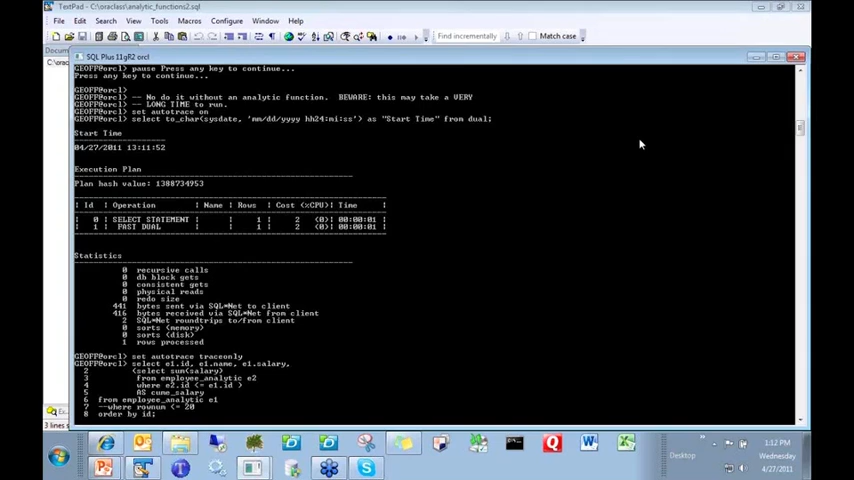 TextPad - C:\oraclass\analytic_functions2.sql
File Edit Search View Tools Macros Configure Window Help
Find incrementally Match case
Docum
C:\orac
SQL Plus 11gR2 orcl
GEOFF@orcl> pause Press any key to continue...
Press any key to continue...
GEOFF@orcl>
GEOFF@orcl> -- No do it without an analytic function. BEWARE: this may take a VERY
GEOFF@orcl> -- LONG TIME to run.
GEOFF@orcl> set autotrace on
GEOFF@orcl> select to_char(sysdate, 'mm/dd/yyyy hh24:mi:ss') as "Start Time" from dual;
Start Time
-------------------
04/27/2011 13:11:52
Execution Plan
Plan hash value: 1388734953
| Id | Operation | Name | Rows | Cost (%CPU)| Time |
| 0 | SELECT STATEMENT | | 1 | 2 (0)| 00:00:01 |
| 1 | FAST DUAL | | 1 | 2 (0)| 00:00:01 |
Statistics
0 recursive calls
0 db block gets
0 consistent gets
0 physical reads
0 redo size
441 bytes sent via SQL*Net to client
416 bytes received via SQL*Net from client
2 SQL*Net roundtrips to/from client
0 sorts (memory)
0 sorts (disk)
1 rows processed
GEOFF@orcl> set autotrace traceonly
GEOFF@orcl> select e1.id, e1.name, e1.salary,
2 (select sum(salary)
3 from employee_analytic e2
4 where e2.id <= e1.id )
5 AS cume_salary
6 from employee_analytic e1
7 --where rownum <= 20
8 order by id;
Ex...
3 lines s
Desktop
1:12 PM
Wednesday
4/27/2011